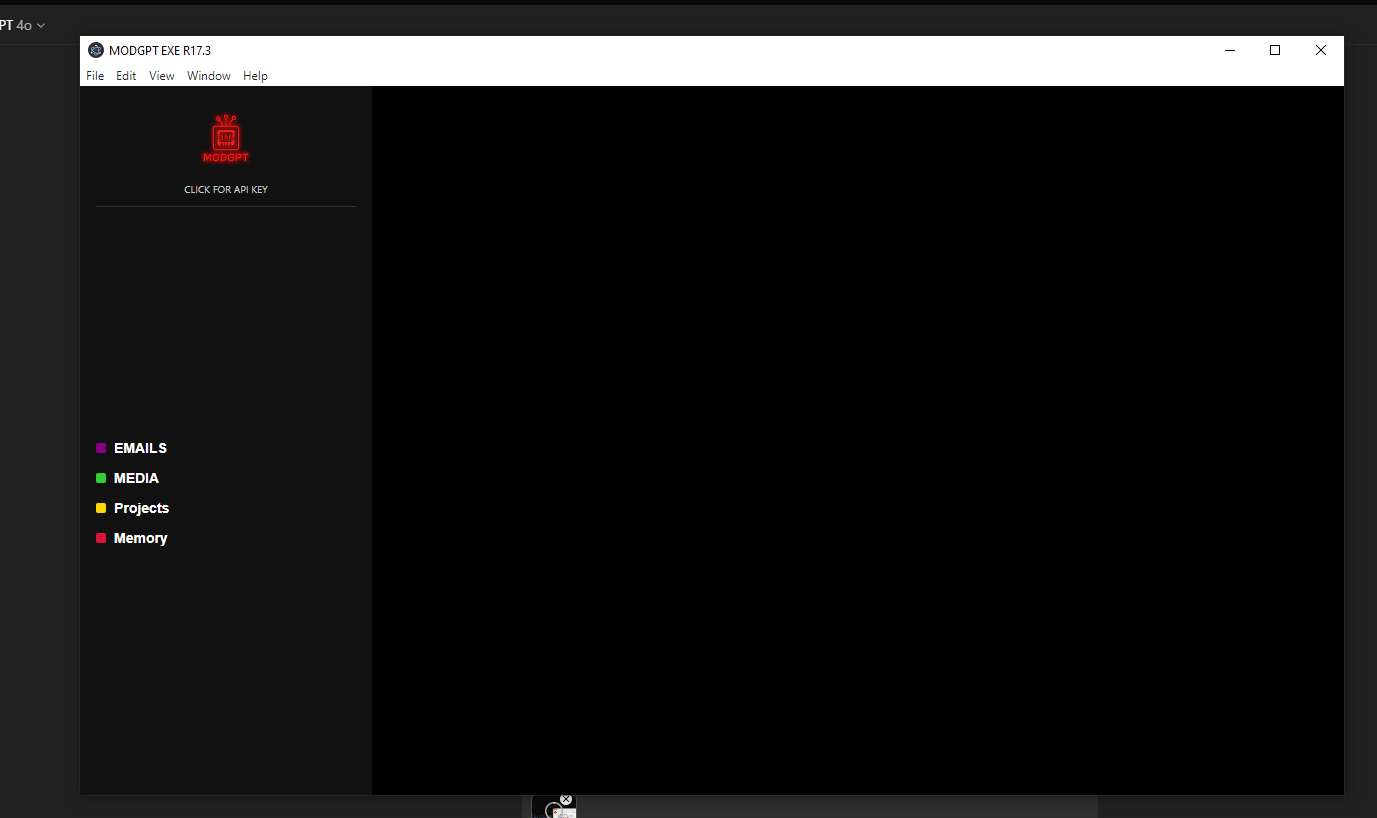 PT 4o
MODGPT EXE R17.3
File Edit View Window Help
MODGPT
CLICK FOR API KEY
EMAILS
MEDIA
Projects
Memory